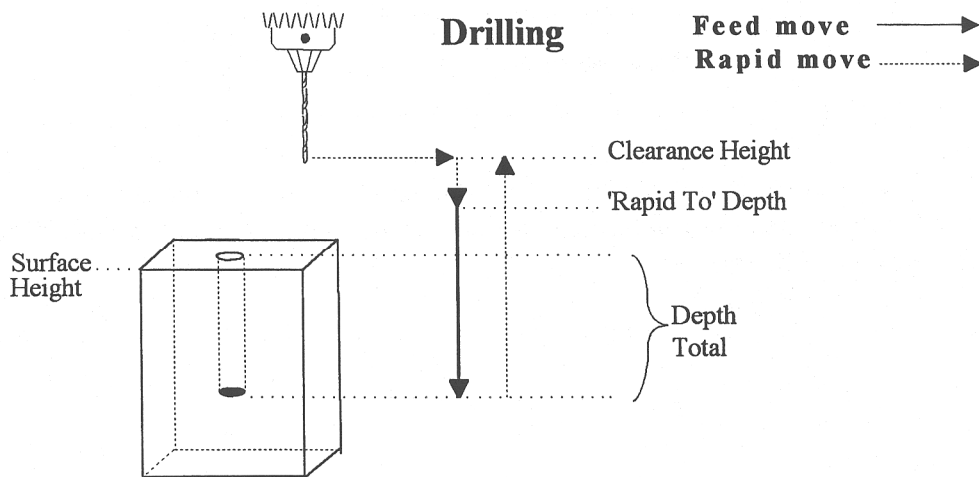 Drilling
Feed move
Rapid move
Clearance Height
'Rapid To' Depth
Surface
Height
Depth
Total